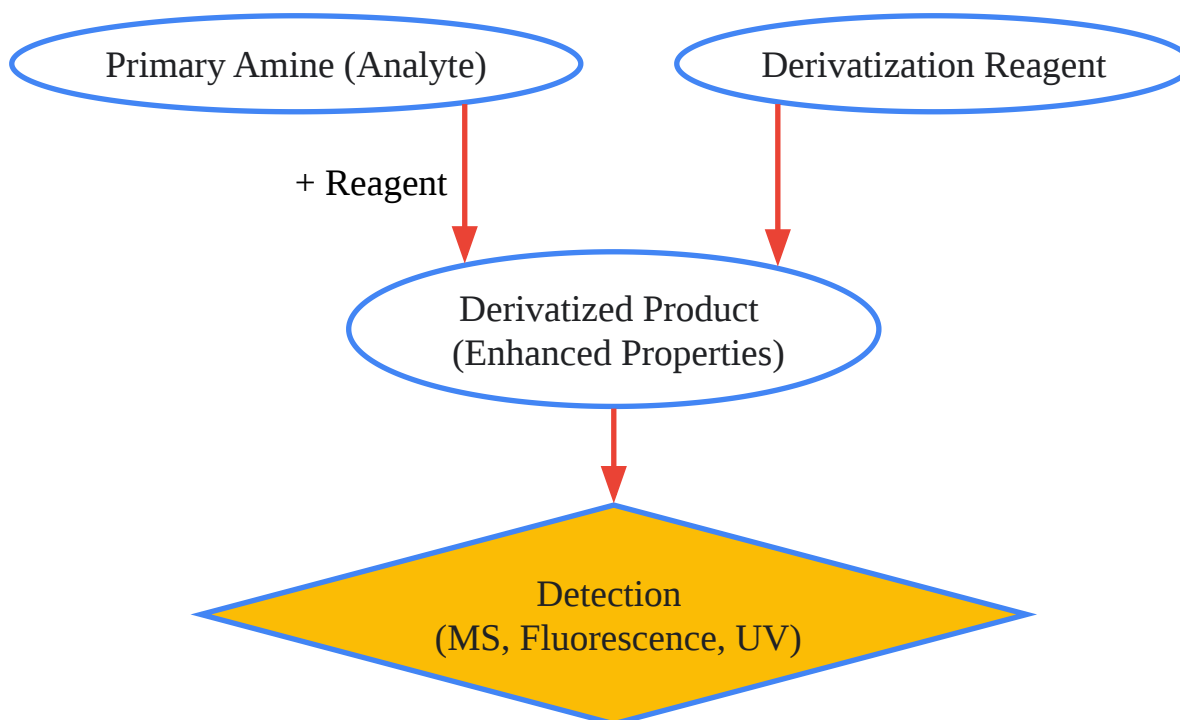 Primary Amine (Analyte)
Derivatization Reagent
+ Reagent
Derivatized Product
(Enhanced Properties)
Detection
(MS, Fluorescence, UV)